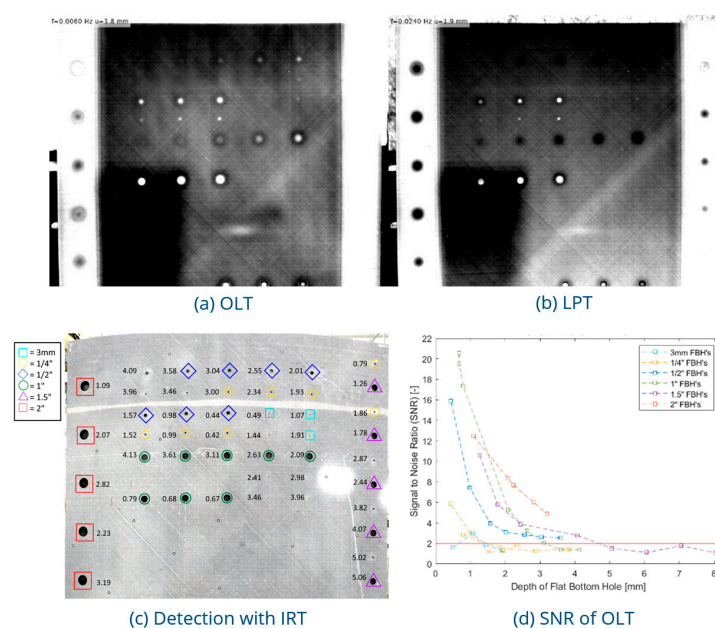 f=0.0060 Hz u=3.8 mm
f=0.0240 Hz u=1.9 mm
(a) OLT
(b) LPT
= 3mm
= 1/4"
= 1/2"
= 1"
= 1.5"
= 2"
4.09 3.58 3.04 2.55 2.01 0.79
1.09 1.26
3.96 3.46 3.00 2.34 1.93
1.57 0.98 0.44 0.49 1.07 1.86
2.07 1.52 0.99 0.42 1.44 1.91 1.78
4.13 3.61 3.11 2.63 2.09 2.87
2.82 2.41 2.98 2.44
0.79 0.68 0.67 3.46 3.96
3.82
2.23 4.07
5.02
3.19 5.06
(c) Detection with IRT
Signal to Noise Ratio (SNR) [-]
22
20
18
16
14
12
10
8
6
4
2
0
0 1 2 3 4 5 6 7 8
Depth of Flat Bottom Hole [mm]
3mm FBH's
1/4" FBH's
1/2" FBH's
1" FBH's
1.5" FBH's
2" FBH's
(d) SNR of OLT